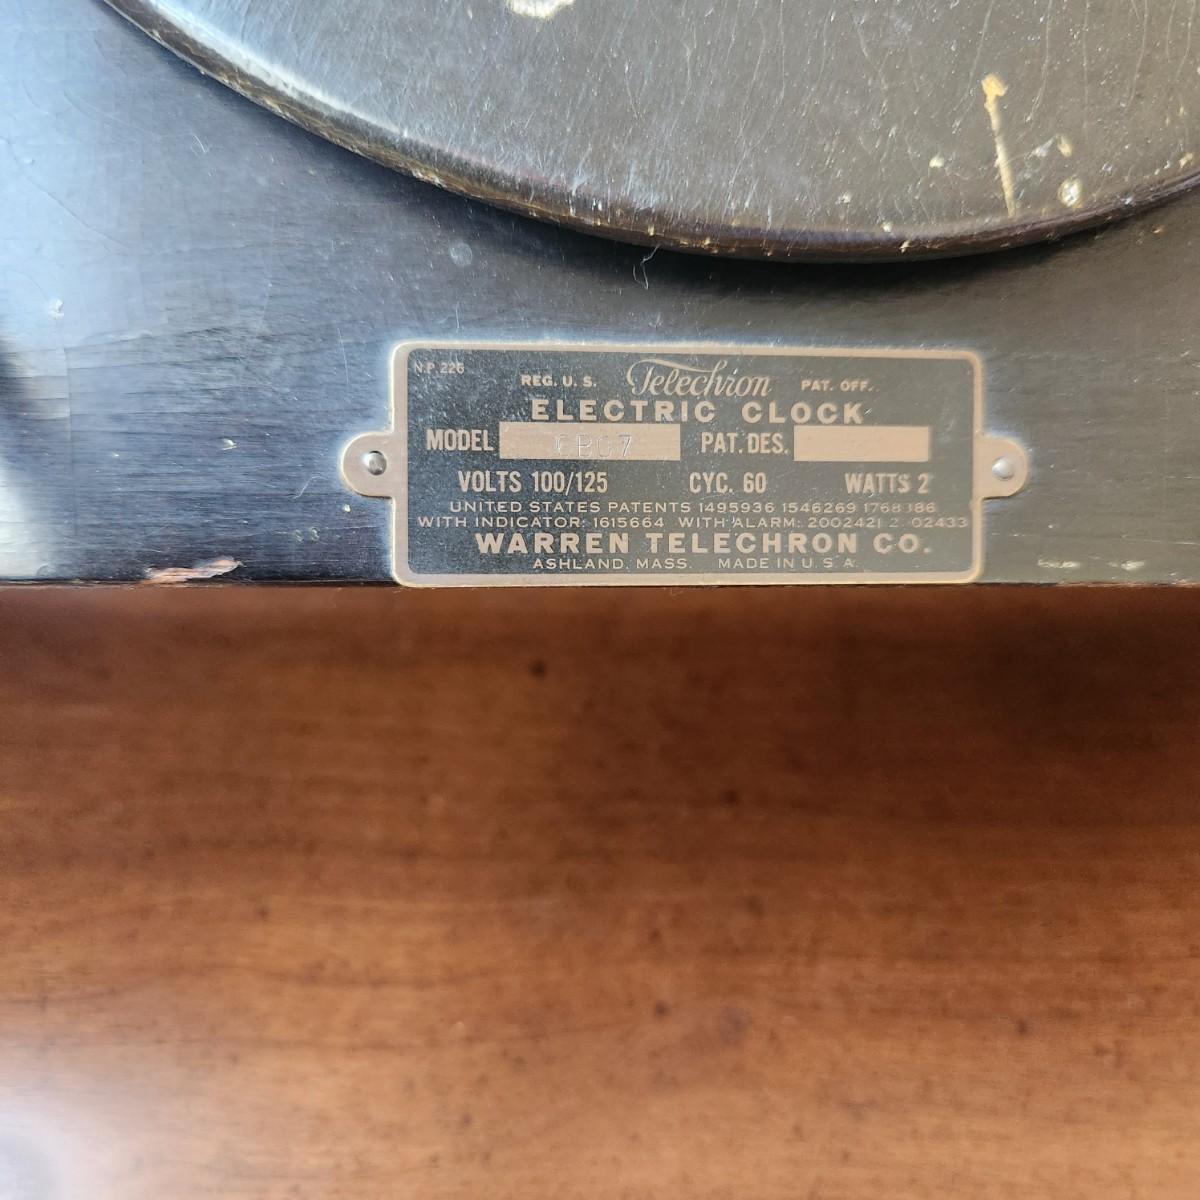 N.P. 226
REG. U. S. Telechron PAT. OFF.
ELECTRIC CLOCK
MODEL PAT. DES.
VOLTS 100/125 CYC. 60 WATTS 2
UNITED STATES PATENTS 1495936 1546269
WITH INDICATOR: 1615664 WITH ALARM: 2002421
WARREN TELECHRON CO.
ASHLAND, MASS. MADE IN U. S. A.